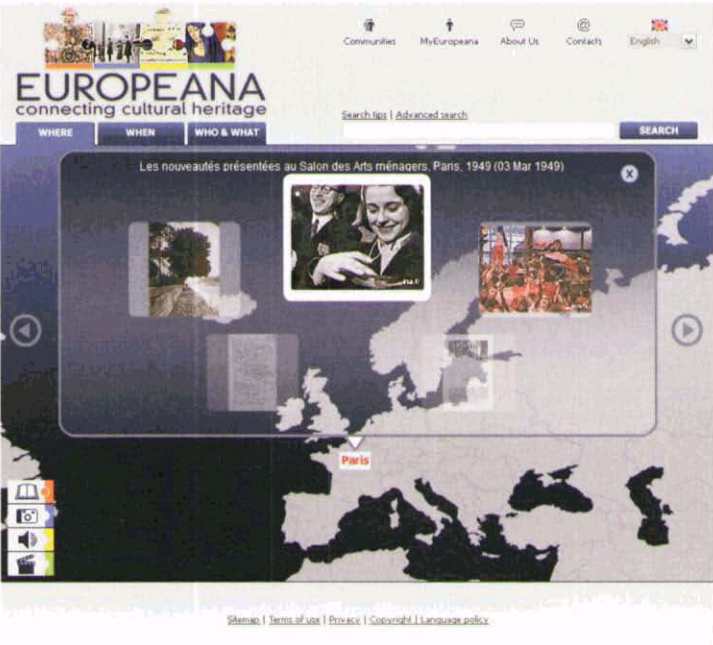 Communities MyEuropeana About Us Contacts English
EUROPEANA
connecting cultural heritage
Search tips | Advanced search
WHERE WHEN WHO & WHAT SEARCH
Les nouveautés présentées au Salon des Arts ménagers, Paris, 1949 (03 Mar 1949)
X
Paris
Sitemap | Terms of use | Privacy | Copyright | Language policy